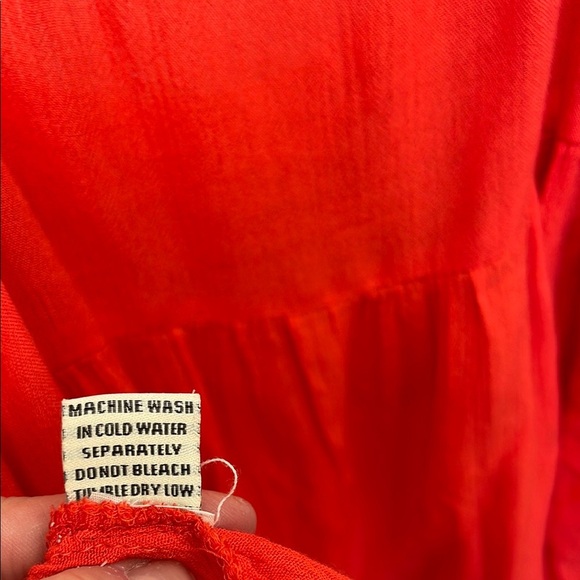 MACHINE WASH
IN COLD WATER
SEPARATELY
DO NOT BLEACH
TUMBLE DRY LOW